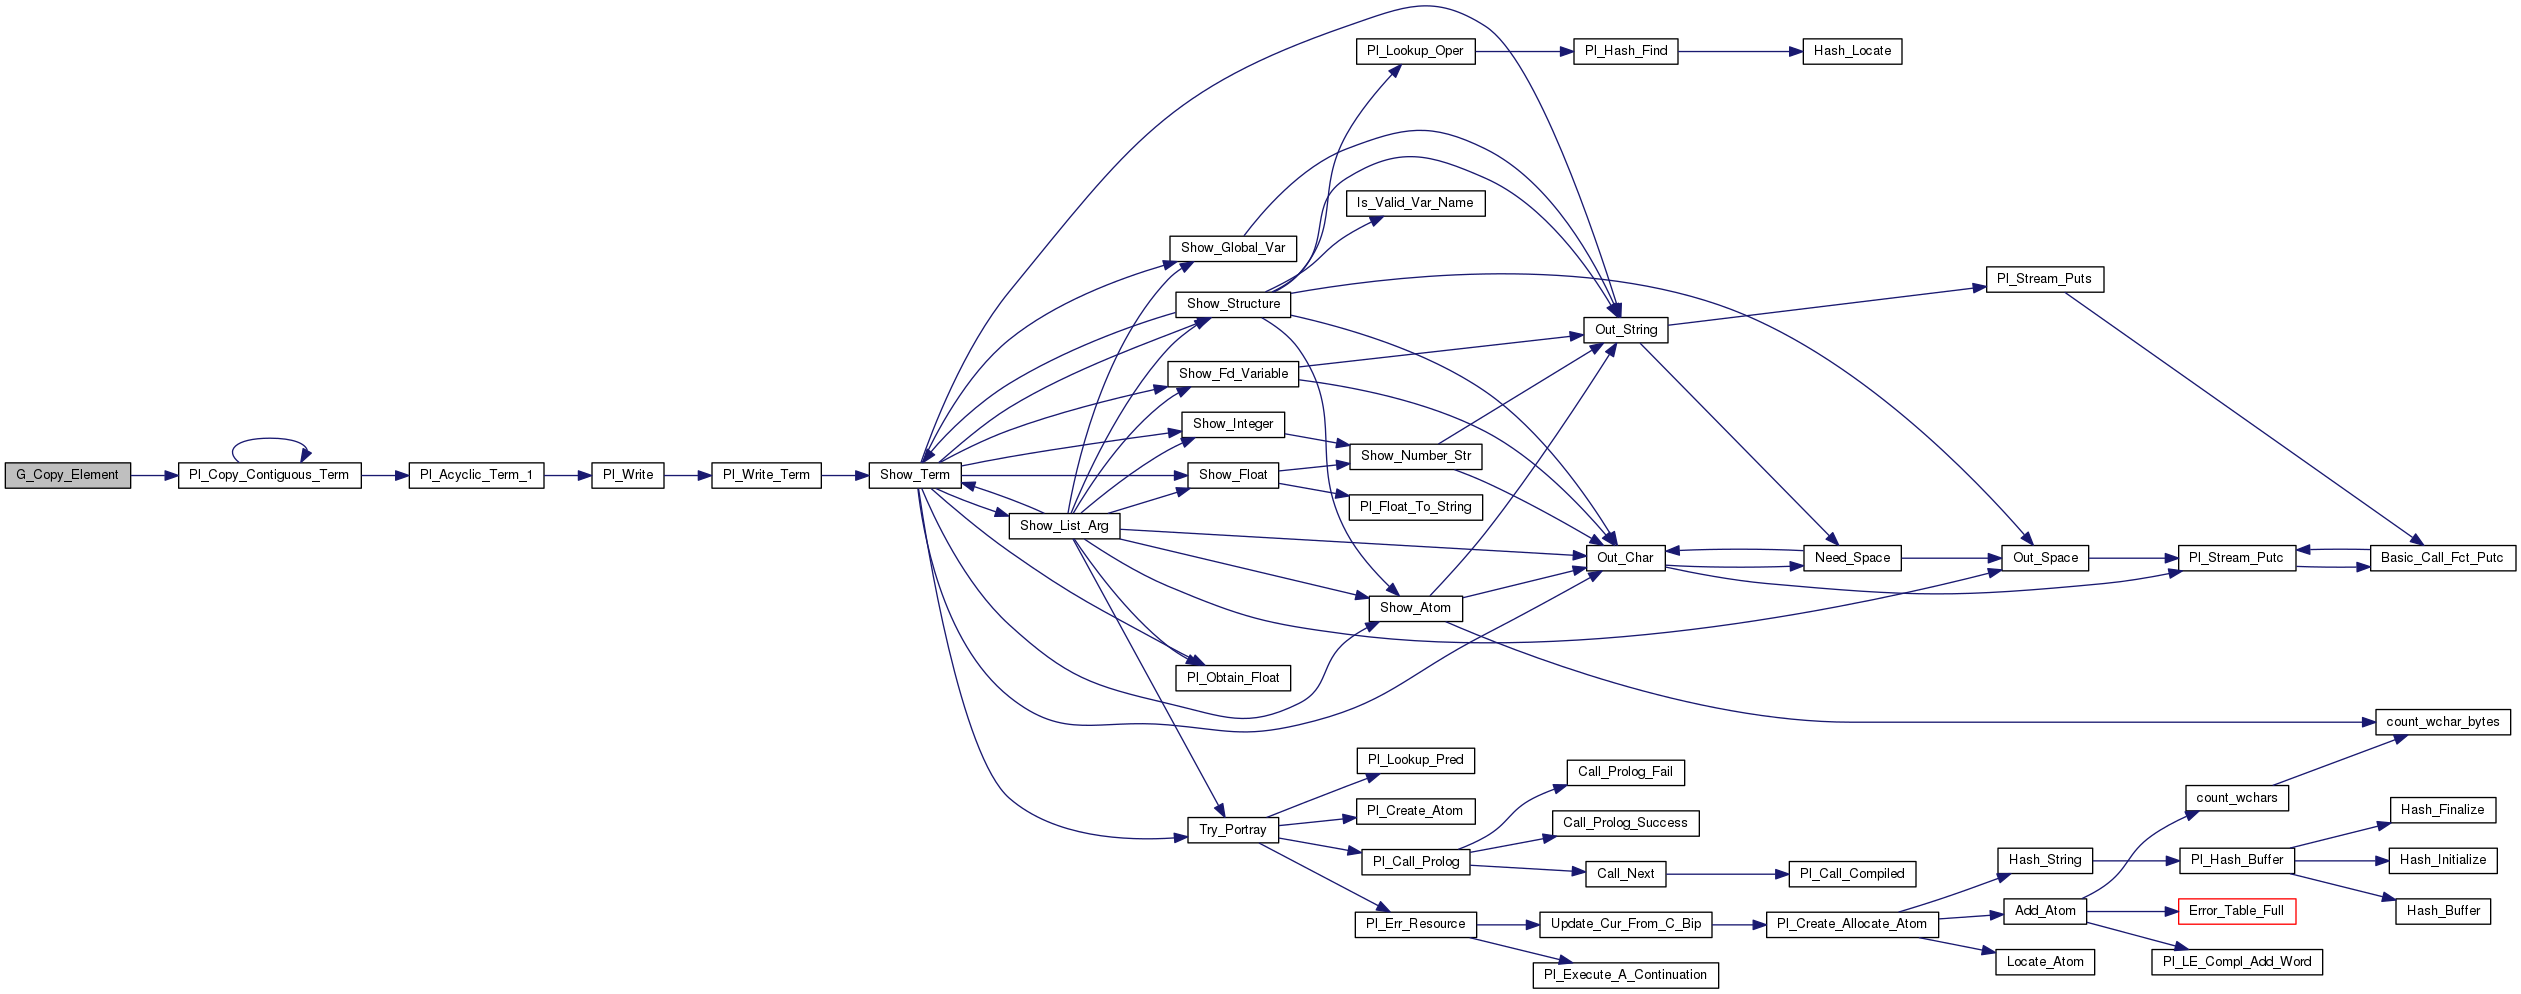 G_Copy_Element
Pl_Copy_Contiguous_Term
Pl_Acyclic_Term_1
Pl_Write
Pl_Write_Term
Show_Term
Show_List_Arg
Show_Global_Var
Show_Structure
Show_Fd_Variable
Show_Integer
Show_Float
Pl_Obtain_Float
Try_Portray
Pl_Lookup_Oper
Is_Valid_Var_Name
Show_Number_Str
Pl_Float_To_String
Show_Atom
Pl_Lookup_Pred
Pl_Create_Atom
Pl_Call_Prolog
Pl_Err_Resource
Pl_Hash_Find
Out_String
Out_Char
Call_Prolog_Fail
Call_Prolog_Success
Call_Next
Update_Cur_From_C_Bip
Pl_Execute_A_Continuation
Hash_Locate
Need_Space
Pl_Call_Compiled
Pl_Create_Allocate_Atom
Pl_Stream_Puts
Out_Space
Hash_String
Add_Atom
Locate_Atom
Pl_Stream_Putc
count_wchars
Pl_Hash_Buffer
Error_Table_Full
Pl_LE_Compl_Add_Word
Basic_Call_Fct_Putc
count_wchar_bytes
Hash_Finalize
Hash_Initialize
Hash_Buffer